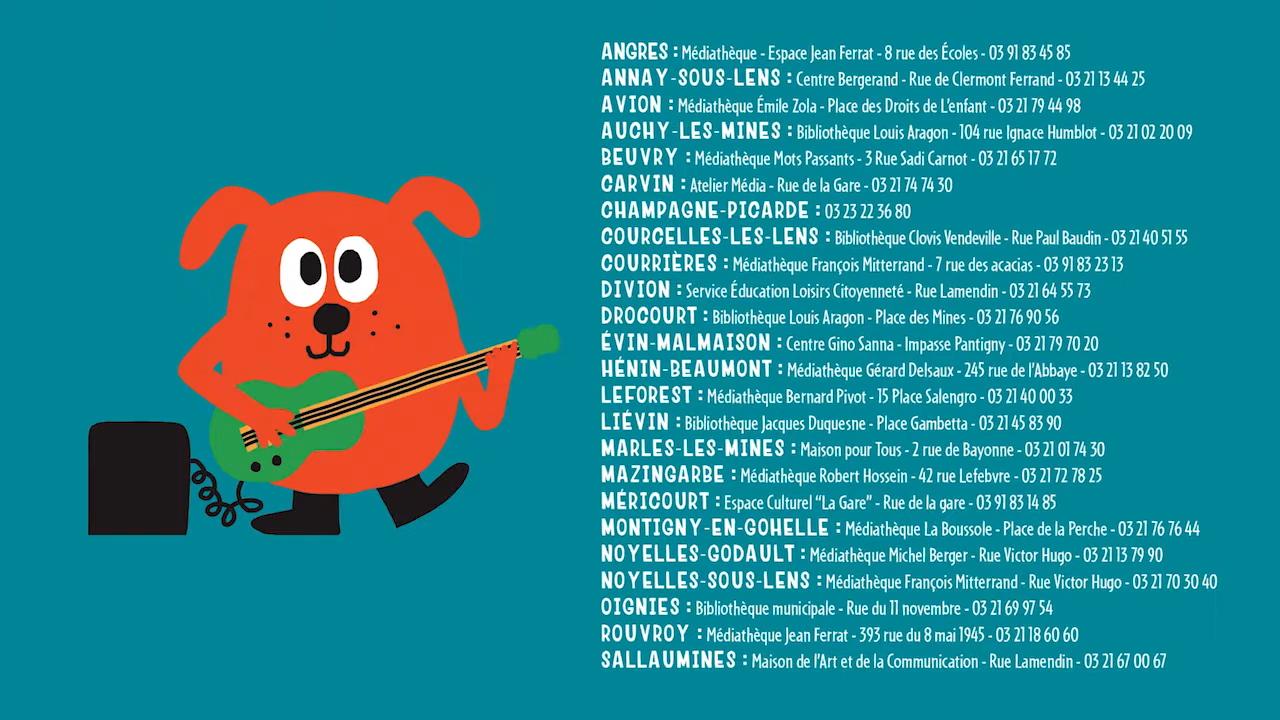 ANGRES : Médiathèque - Espace Jean Ferrat - 8 rue des Écoles - 03 91 83 45 85
ANNAY-SOUS-LENS : Centre Bergerand - Rue de Clermont Ferrand - 03 21 13 44 25
AVION : Médiathèque Émile Zola - Place des Droits de L'enfant - 03 21 79 44 98
AUCHY-LES-MINES : Bibliothèque Louis Aragon - 104 rue Ignace Humblot - 03 21 02 20 09
BEUVRY : Médiathèque Mots Passants - 3 Rue Sadi Carnot - 03 21 65 17 72
CARVIN : Atelier Média - Rue de la Gare - 03 21 74 74 30
CHAMPAGNE-PICARDE : 03 23 22 36 80
COURCELLES-LES-LENS : Bibliothèque Clovis Vendeville - Rue Paul Baudin - 03 21 40 51 55
COURRIÈRES : Médiathèque François Mitterrand - 7 rue des acacias - 03 91 83 23 13
DIVION : Service Éducation Loisirs Citoyenneté - Rue Lamendin - 03 21 64 55 73
DROCOURT : Bibliothèque Louis Aragon - Place des Mines - 03 21 76 90 56
ÉVIN-MALMAISON : Centre Gino Sanna - Impasse Pantigny - 03 21 79 70 20
HÉNIN-BEAUMONT : Médiathèque Gérard Delsaux - 245 rue de l'Abbaye - 03 21 13 82 50
LEFOREST : Médiathèque Bernard Pivot - 15 Place Salengro - 03 21 40 00 33
LIÉVIN : Bibliothèque Jacques Duquesne - Place Gambetta - 03 21 45 83 90
MARLES-LES-MINES : Maison pour Tous - 2 rue de Bayonne - 03 21 01 74 30
MAZINGARBE : Médiathèque Robert Hossein - 42 rue Lefebvre - 03 21 72 78 25
MÉRICOURT : Espace Culturel "La Gare" - Rue de la gare - 03 91 83 14 85
MONTIGNY-EN-GOHELLE : Médiathèque La Boussole - Place de la Perche - 03 21 76 76 44
NOYELLES-GODAULT : Médiathèque Michel Berger - Rue Victor Hugo - 03 21 13 79 90
NOYELLES-SOUS-LENS : Médiathèque François Mitterrand - Rue Victor Hugo - 03 21 70 30 40
OIGNIES : Bibliothèque municipale - Rue du 11 novembre - 03 21 69 97 54
ROUVROY : Médiathèque Jean Ferrat - 393 rue du 8 mai 1945 - 03 21 18 60 60
SALLAUMINES : Maison de l'Art et de la Communication - Rue Lamendin - 03 21 67 00 67